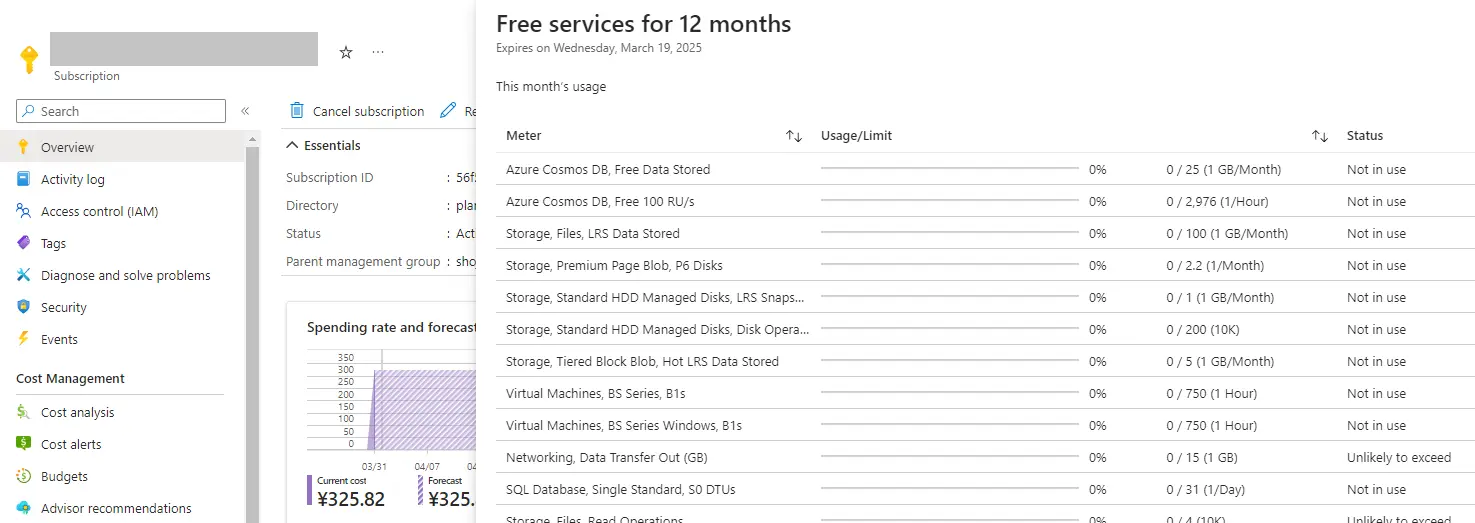 Subscription
Search
Overview
Activity log
Access control (IAM)
Tags
Diagnose and solve problems
Security
Events
Cost Management
Cost analysis
Cost alerts
Budgets
Advisor recommendations
Cancel subscription
Essentials
Subscription ID : 56f
Directory : plan
Status : Acti
Parent management group : sho
Spending rate and forecast
350
300
250
200
150
100
50
0
03/31 04/07
Current cost
¥325.82
Forecast
¥325.
Free services for 12 months
Expires on Wednesday, March 19, 2025
This month's usage
Meter Usage/Limit Status
Azure Cosmos DB, Free Data Stored 0% 0 / 25 (1 GB/Month) Not in use
Azure Cosmos DB, Free 100 RU/s 0% 0 / 2,976 (1/Hour) Not in use
Storage, Files, LRS Data Stored 0% 0 / 100 (1 GB/Month) Not in use
Storage, Premium Page Blob, P6 Disks 0% 0 / 2.2 (1/Month) Not in use
Storage, Standard HDD Managed Disks, LRS Snaps... 0% 0 / 1 (1 GB/Month) Not in use
Storage, Standard HDD Managed Disks, Disk Opera... 0% 0 / 200 (10K) Not in use
Storage, Tiered Block Blob, Hot LRS Data Stored 0% 0 / 5 (1 GB/Month) Not in use
Virtual Machines, BS Series, B1s 0% 0 / 750 (1 Hour) Not in use
Virtual Machines, BS Series Windows, B1s 0% 0 / 750 (1 Hour) Not in use
Networking, Data Transfer Out (GB) 0% 0 / 15 (1 GB) Unlikely to exceed
SQL Database, Single Standard, S0 DTUs 0% 0 / 31 (1/Day) Not in use
Storage, Files, Read Operations 0% 0 / 4 (10K) Unlikely to exceed